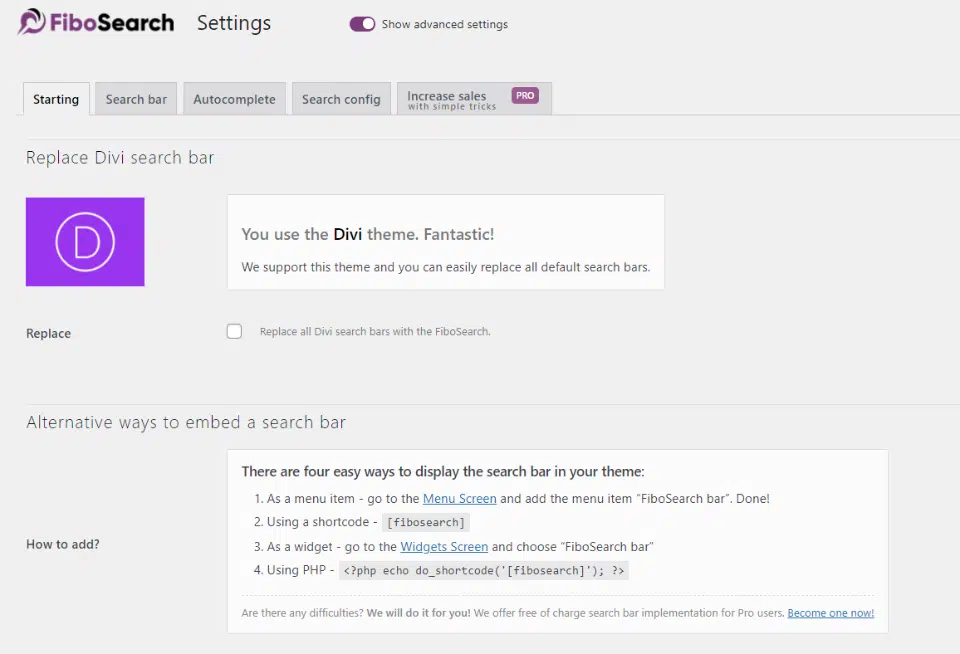 FiboSearch Settings Show advanced settings
Starting Search bar Autocomplete Search config Increase sales PRO
with simple tricks
Replace Divi search bar
D
You use the Divi theme. Fantastic!
We support this theme and you can easily replace all default search bars.
Replace Replace all Divi search bars with the FiboSearch.
Alternative ways to embed a search bar
There are four easy ways to display the search bar in your theme:
1. As a menu item - go to the Menu Screen and add the menu item "FiboSearch bar". Done!
2. Using a shortcode - [fibosearch]
How to add?
3. As a widget - go to the Widgets Screen and choose "FiboSearch bar"
4. Using PHP - <?php echo do_shortcode('[fibosearch]'); ?>
Are there any difficulties? We will do it for you! We offer free of charge search bar implementation for Pro users. Become one now!